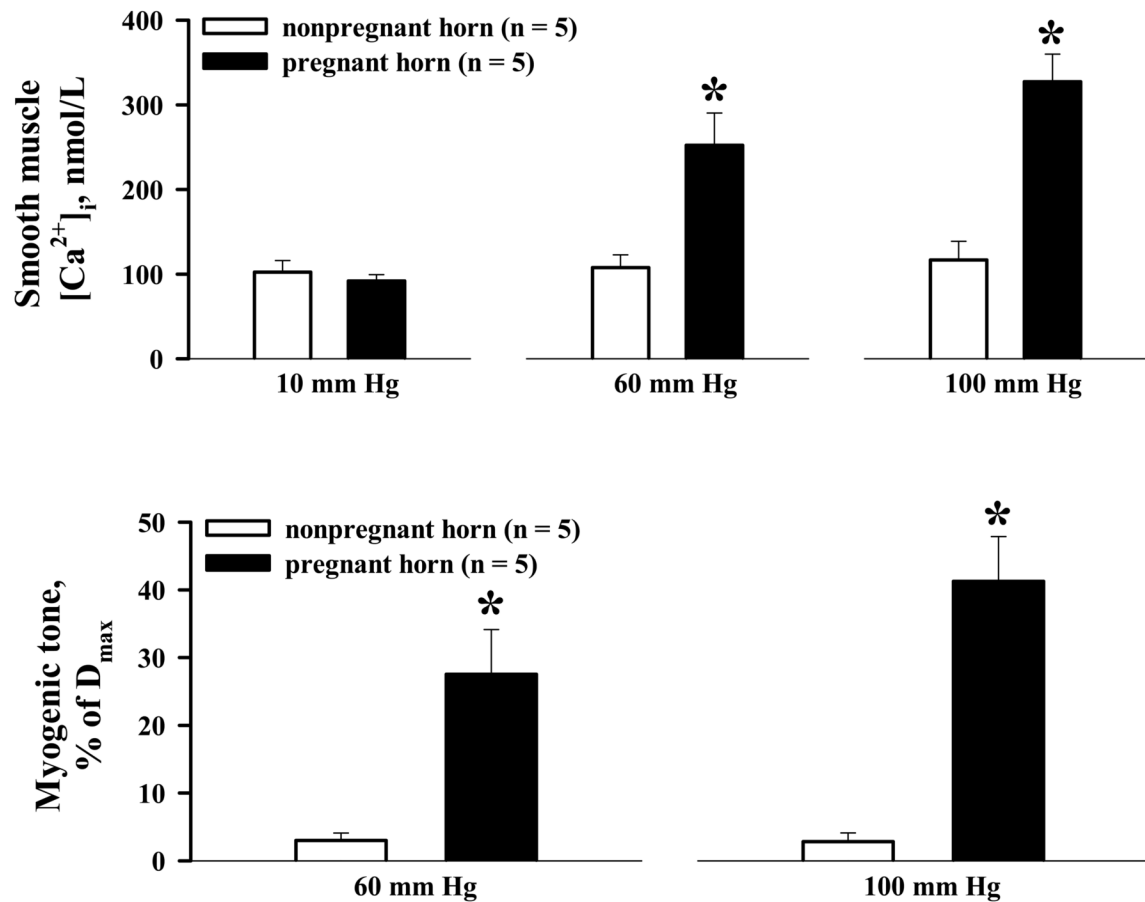 400
300
200
100
0
Smooth muscle
[Ca²⁺]ᵢ, nmol/L
nonpregnant horn (n = 5)
pregnant horn (n = 5)
*
*
10 mm Hg
60 mm Hg
100 mm Hg
50
40
30
20
10
0
Myogenic tone,
% of Dmax
nonpregnant horn (n = 5)
pregnant horn (n = 5)
*
*
60 mm Hg
100 mm Hg